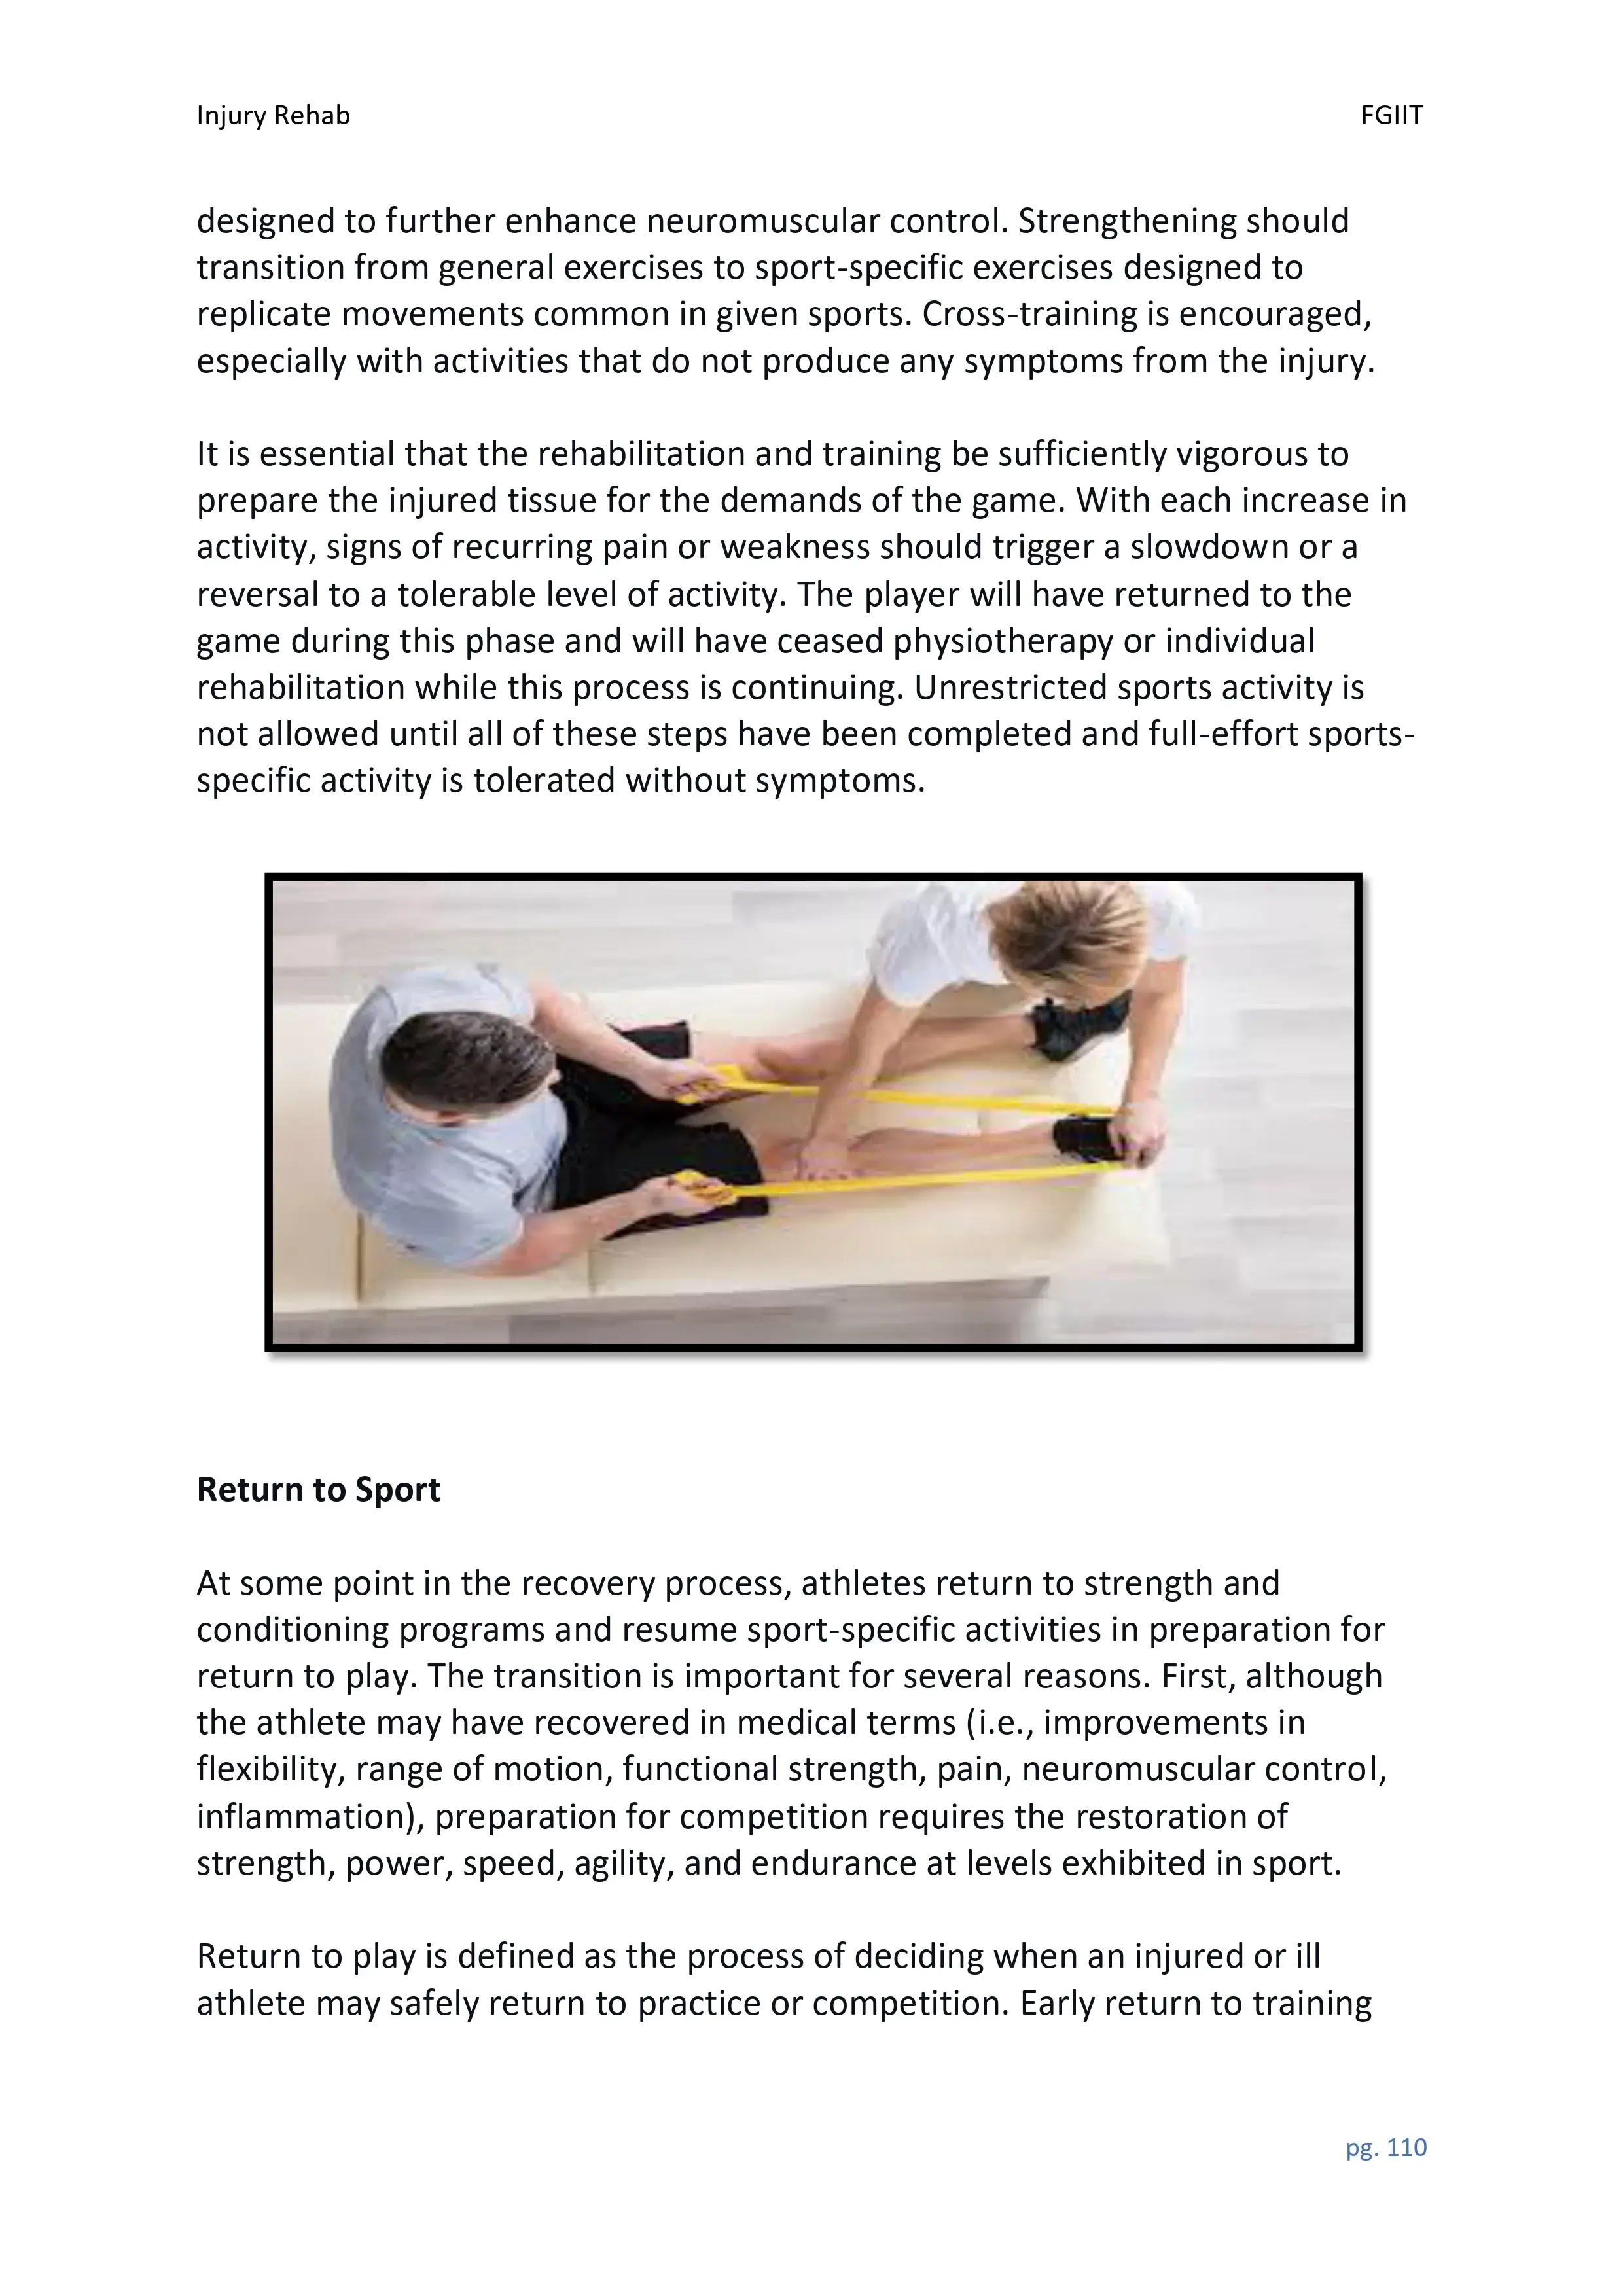 Injury Rehab FGIIT
designed to further enhance neuromuscular control. Strengthening should
transition from general exercises to sport-specific exercises designed to
replicate movements common in given sports. Cross-training is encouraged,
especially with activities that do not produce any symptoms from the injury.
It is essential that the rehabilitation and training be sufficiently vigorous to
prepare the injured tissue for the demands of the game. With each increase in
activity, signs of recurring pain or weakness should trigger a slowdown or a
reversal to a tolerable level of activity. The player will have returned to the
game during this phase and will have ceased physiotherapy or individual
rehabilitation while this process is continuing. Unrestricted sports activity is
not allowed until all of these steps have been completed and full-effort sports-
specific activity is tolerated without symptoms.
Return to Sport
At some point in the recovery process, athletes return to strength and
conditioning programs and resume sport-specific activities in preparation for
return to play. The transition is important for several reasons. First, although
the athlete may have recovered in medical terms (i.e., improvements in
flexibility, range of motion, functional strength, pain, neuromuscular control,
inflammation), preparation for competition requires the restoration of
strength, power, speed, agility, and endurance at levels exhibited in sport.
Return to play is defined as the process of deciding when an injured or ill
athlete may safely return to practice or competition. Early return to training
pg. 110